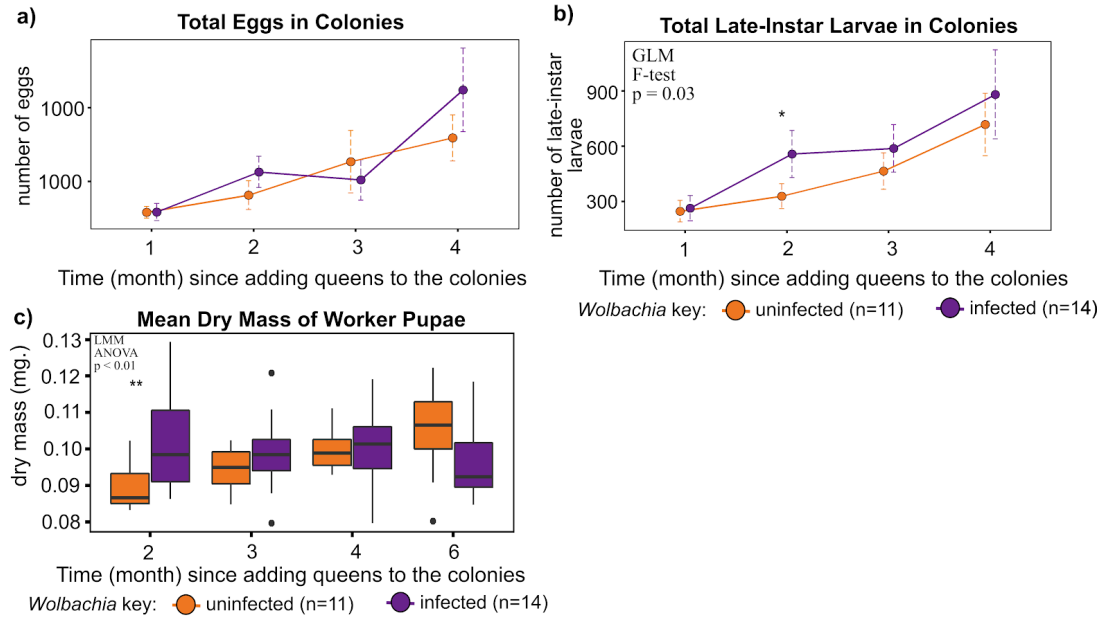 a)
Total Eggs in Colonies
number of eggs
1000
1000
1
2
3
4
Time (month) since adding queens to the colonies
b)
Total Late-Instar Larvae in Colonies
GLM
F-test
p = 0.03
*
number of late-instar
larvae
900
600
300
1
2
3
4
Time (month) since adding queens to the colonies
Wolbachia key: uninfected (n=11) infected (n=14)
c)
Mean Dry Mass of Worker Pupae
LMM
ANOVA
p < 0.01
**
dry mass (mg.)
0.13
0.12
0.11
0.10
0.09
0.08
2
3
4
6
Time (month) since adding queens to the colonies
Wolbachia key: uninfected (n=11) infected (n=14)